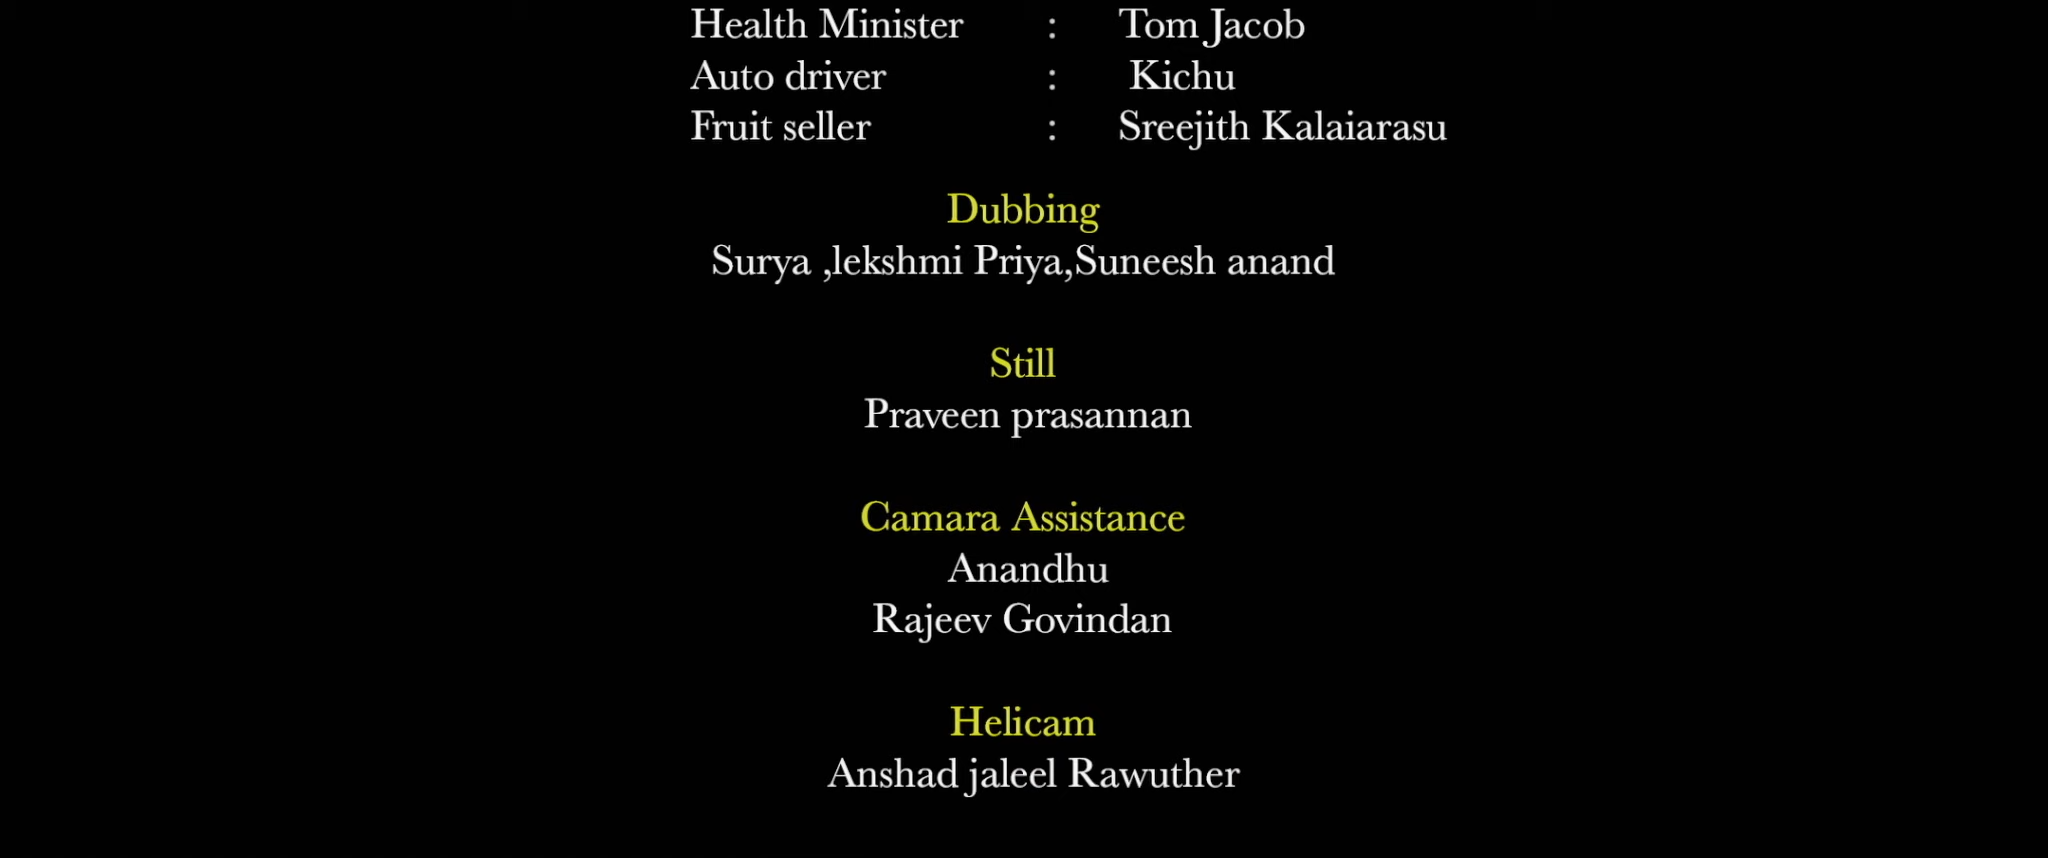 Health Minister : Tom Jacob
Auto driver : Kichu
Fruit seller : Sreejith Kalaiarasu
Dubbing
Surya ,lekshmi Priya,Suneesh anand
Still
Praveen prasannan
Camara Assistance
Anandhu
Rajeev Govindan
Helicam
Anshad jaleel Rawuther